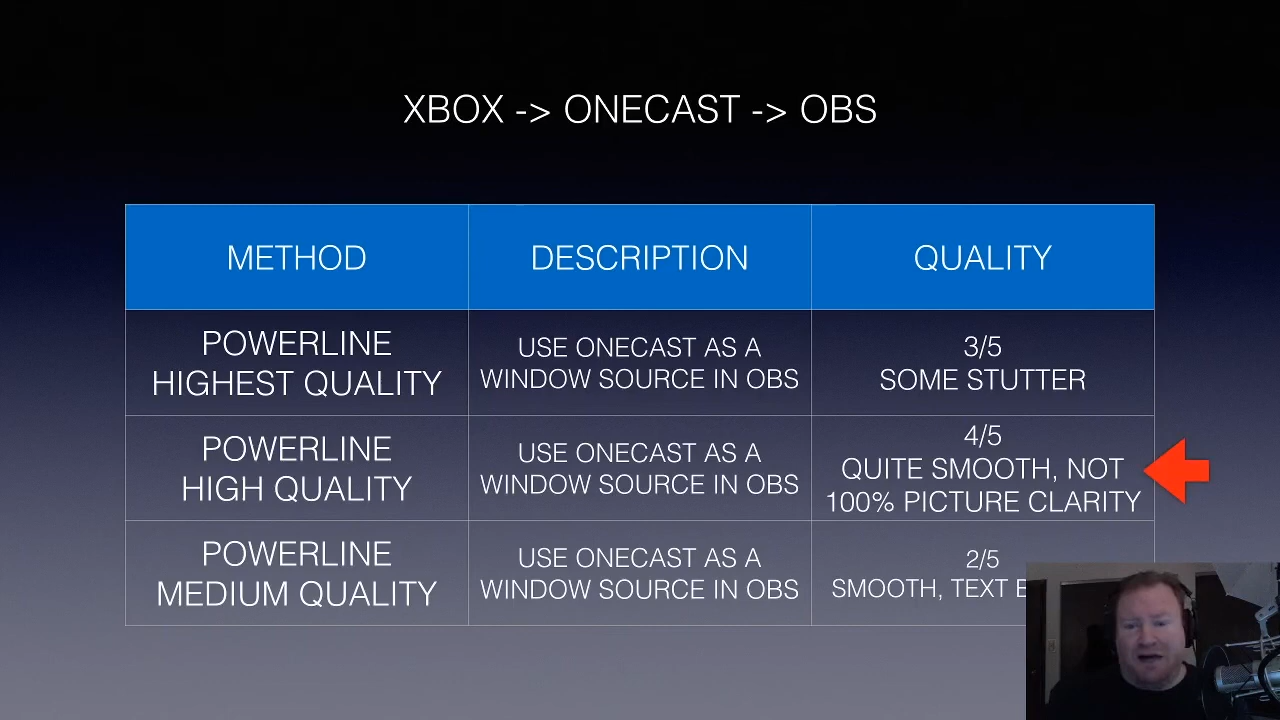 XBOX -> ONECAST -> OBS
METHOD
DESCRIPTION
QUALITY
POWERLINE
HIGHEST QUALITY
USE ONECAST AS A
WINDOW SOURCE IN OBS
3/5
SOME STUTTER
POWERLINE
HIGH QUALITY
USE ONECAST AS A
WINDOW SOURCE IN OBS
4/5
QUITE SMOOTH, NOT
100% PICTURE CLARITY
POWERLINE
MEDIUM QUALITY
USE ONECAST AS A
WINDOW SOURCE IN OBS
2/5
SMOOTH, TEXT